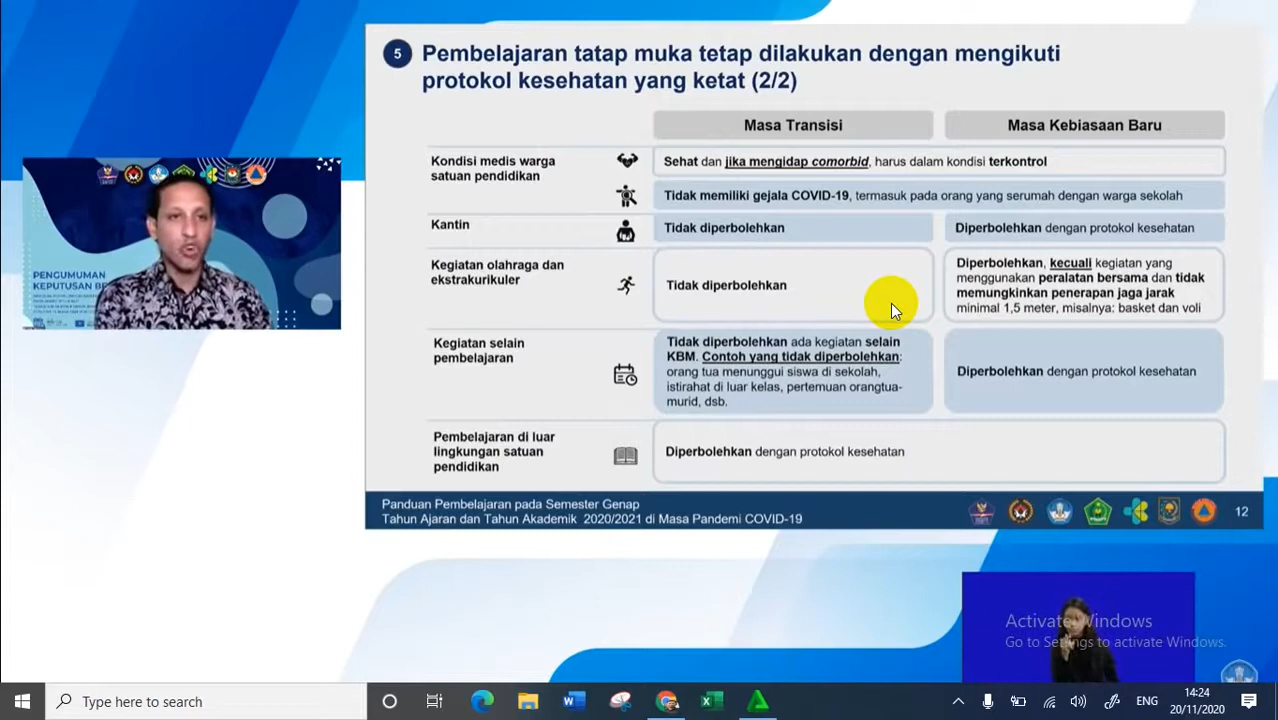 5
Pembelajaran tatap muka tetap dilakukan dengan mengikuti
protokol kesehatan yang ketat (2/2)
Masa Transisi
Masa Kebiasaan Baru
Kondisi medis warga
satuan pendidikan
Sehat dan jika mengidap comorbid, harus dalam kondisi terkontrol
Tidak memiliki gejala COVID-19, termasuk pada orang yang serumah dengan warga sekolah
Kantin
Tidak diperbolehkan
Diperbolehkan dengan protokol kesehatan
Kegiatan olahraga dan
ekstrakurikuler
Tidak diperbolehkan
Diperbolehkan, kecuali kegiatan yang
menggunakan peralatan bersama dan tidak
memungkinkan penerapan jaga jarak
minimal 1,5 meter, misalnya: basket dan voli
Kegiatan selain
pembelajaran
Tidak diperbolehkan ada kegiatan selain
KBM. Contoh yang tidak diperbolehkan:
orang tua menunggui siswa di sekolah,
istirahat di luar kelas, pertemuan orangtua-
murid, dsb.
Diperbolehkan dengan protokol kesehatan
Pembelajaran di luar
lingkungan satuan
pendidikan
Diperbolehkan dengan protokol kesehatan
Panduan Pembelajaran pada Semester Genap
Tahun Ajaran dan Tahun Akademik 2020/2021 di Masa Pandemi COVID-19
12
PENGUMUMAN
KEPUTUSAN
Activate Windows
Go to Settings to activate Windows.
Type here to search
ENG
14:24
20/11/2020